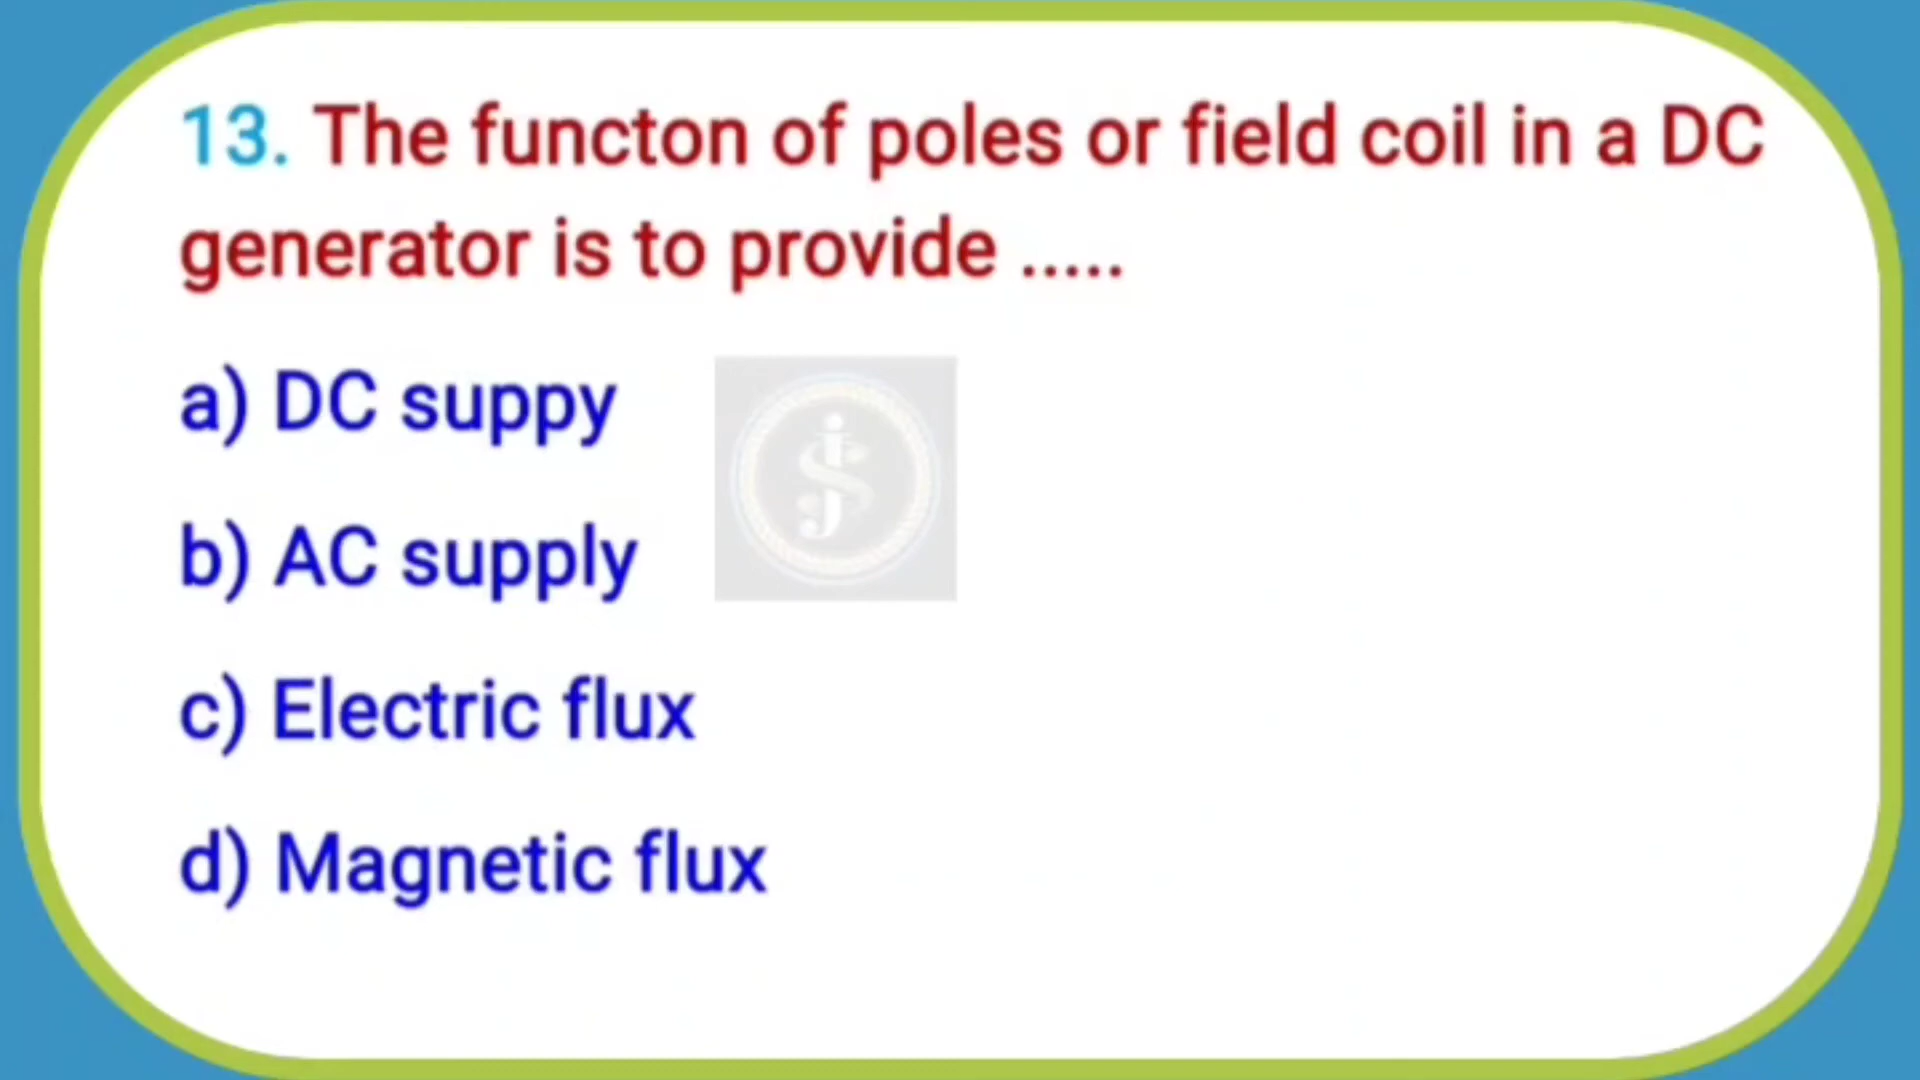 13. The functon of poles or field coil in a DC
generator is to provide .....
a) DC suppy
b) AC supply
c) Electric flux
d) Magnetic flux